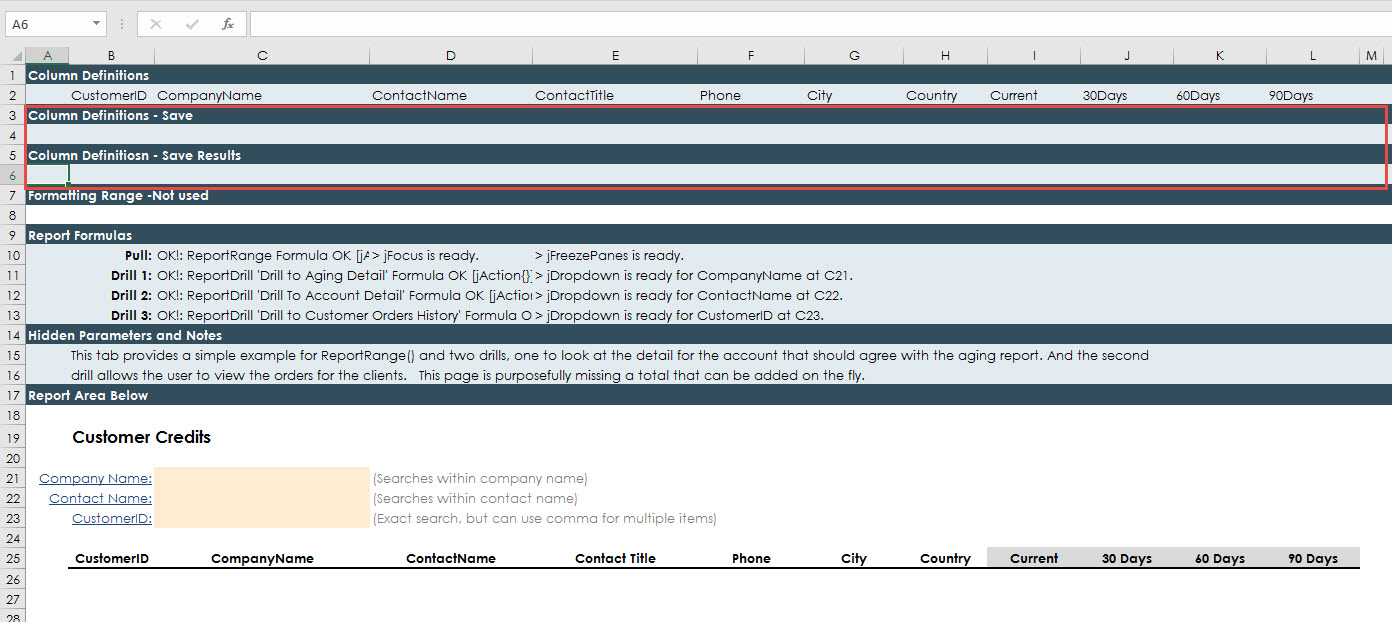 A6
fx
A B C D E F G H I J K L M
1 Column Definitions
2 CustomerID CompanyName ContactName ContactTitle Phone City Country Current 30Days 60Days 90Days
3 Column Definitions - Save
4
5 Column Definitiosn - Save Results
6
7 Formatting Range -Not used
8
9 Report Formulas
10 Pull: OK!: ReportRange Formula OK [jA > jFocus is ready. > jFreezePanes is ready.
11 Drill 1: OK!: ReportDrill 'Drill to Aging Detail' Formula OK [jAction{}] > jDropdown is ready for CompanyName at C21.
12 Drill 2: OK!: ReportDrill 'Drill To Account Detail' Formula OK [jAction > jDropdown is ready for ContactName at C22.
13 Drill 3: OK!: ReportDrill 'Drill to Customer Orders History' Formula O > jDropdown is ready for CustomerID at C23.
14 Hidden Parameters and Notes
15 This tab provides a simple example for ReportRange() and two drills, one to look at the detail for the account that should agree with the aging report. And the second
16 drill allows the user to view the orders for the clients. This page is purposefully missing a total that can be added on the fly.
17 Report Area Below
18
19 Customer Credits
20
21 Company Name: (Searches within company name)
22 Contact Name: (Searches within contact name)
23 CustomerID: (Exact search, but can use comma for multiple items)
24
25 CustomerID CompanyName ContactName Contact Title Phone City Country Current 30 Days 60 Days 90 Days
26
27
28